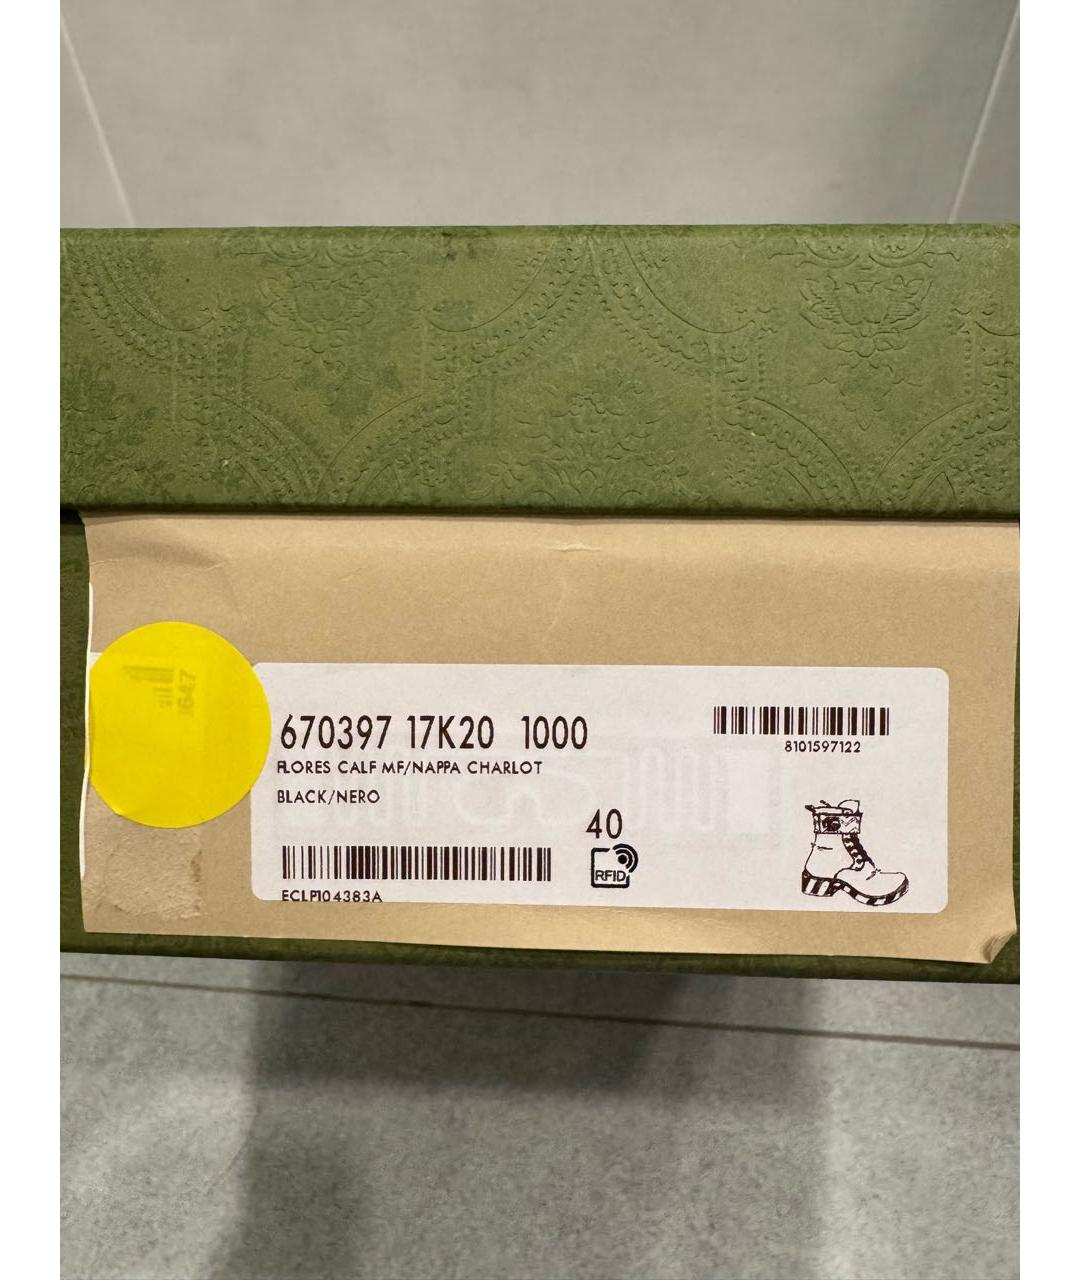 670397 17K20 1000
FLORES CALF MF/NAPPA CHARLOT
BLACK/NERO
8101597122
40
RFID
ECLP104383A